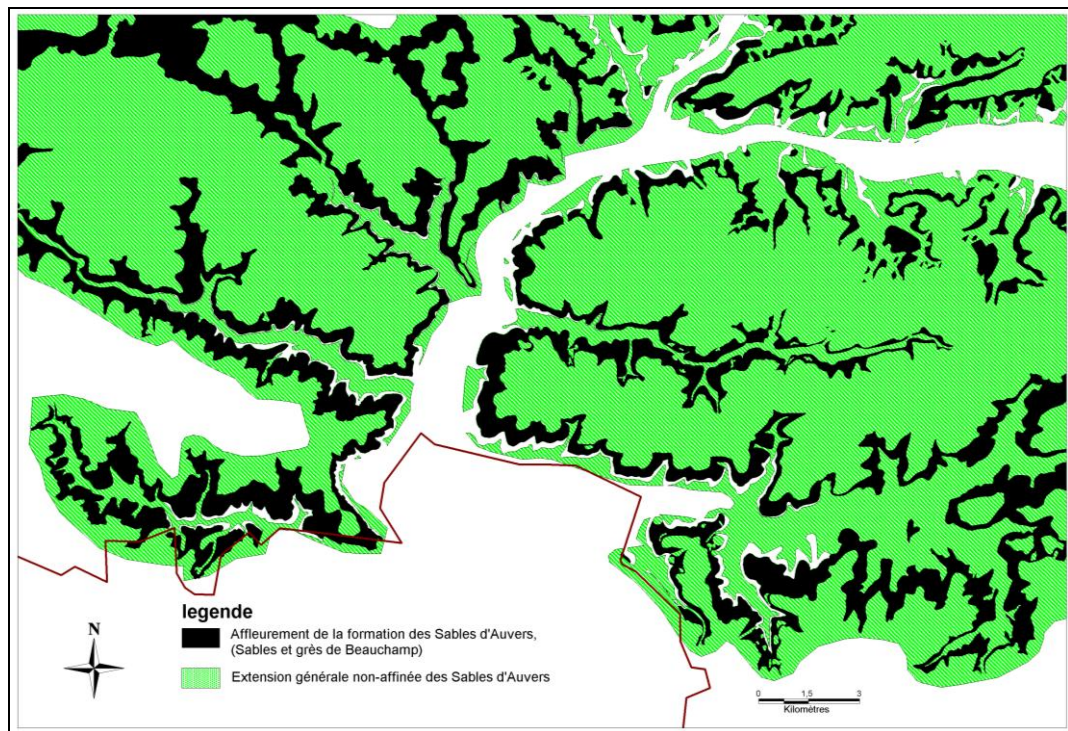 legende
Affleurement de la formation des Sables d'Auvers,
(Sables et grès de Beauchamp)
Extension générale non-affinée des Sables d'Auvers
N
0 1,5 3
Kilomètres